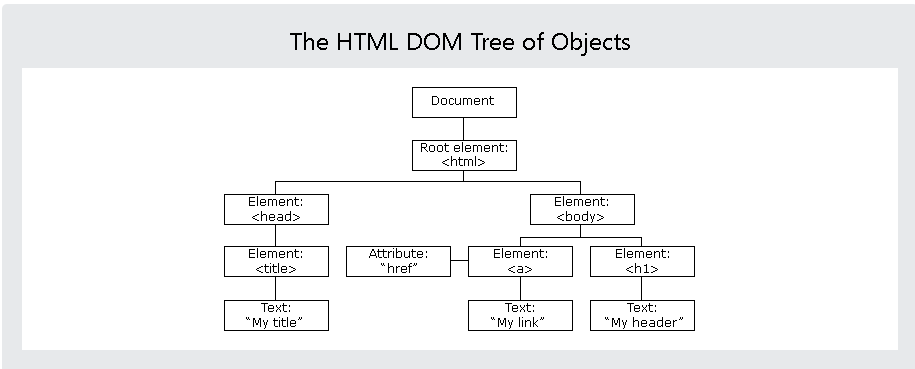 The HTML DOM Tree of Objects
Document
Root element:
<html>
Element:
<head>
Element:
<body>
Element:
<title>
Attribute:
“href”
Element:
<a>
Element:
<h1>
Text:
“My title”
Text:
“My link”
Text:
“My header”